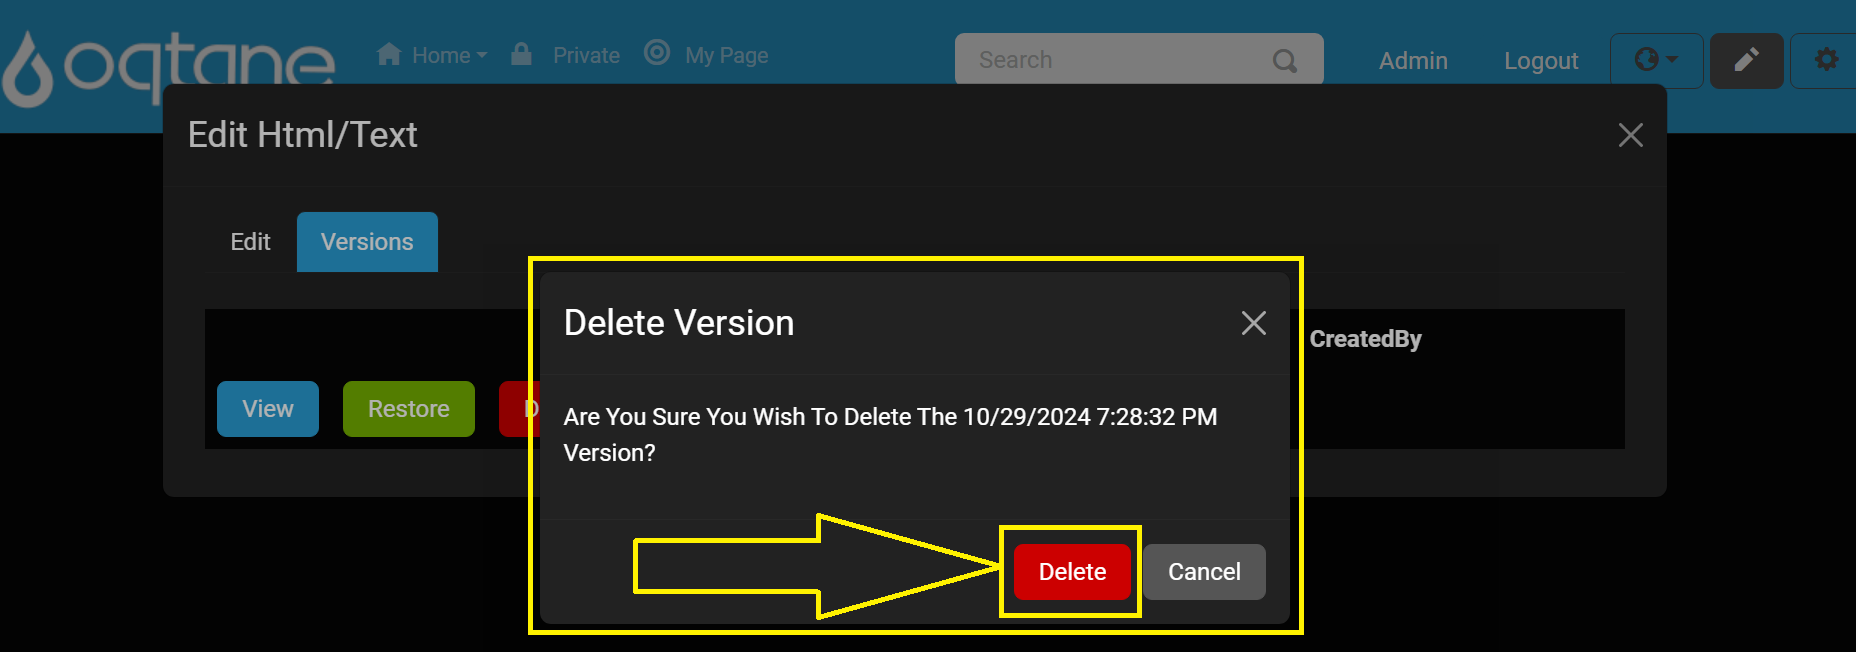 oqtane
Home
Private
My Page
Search
Admin
Logout
Edit Html/Text
Edit
Versions
Delete Version
CreatedBy
View
Restore
D
Are You Sure You Wish To Delete The 10/29/2024 7:28:32 PM
Version?
Delete
Cancel